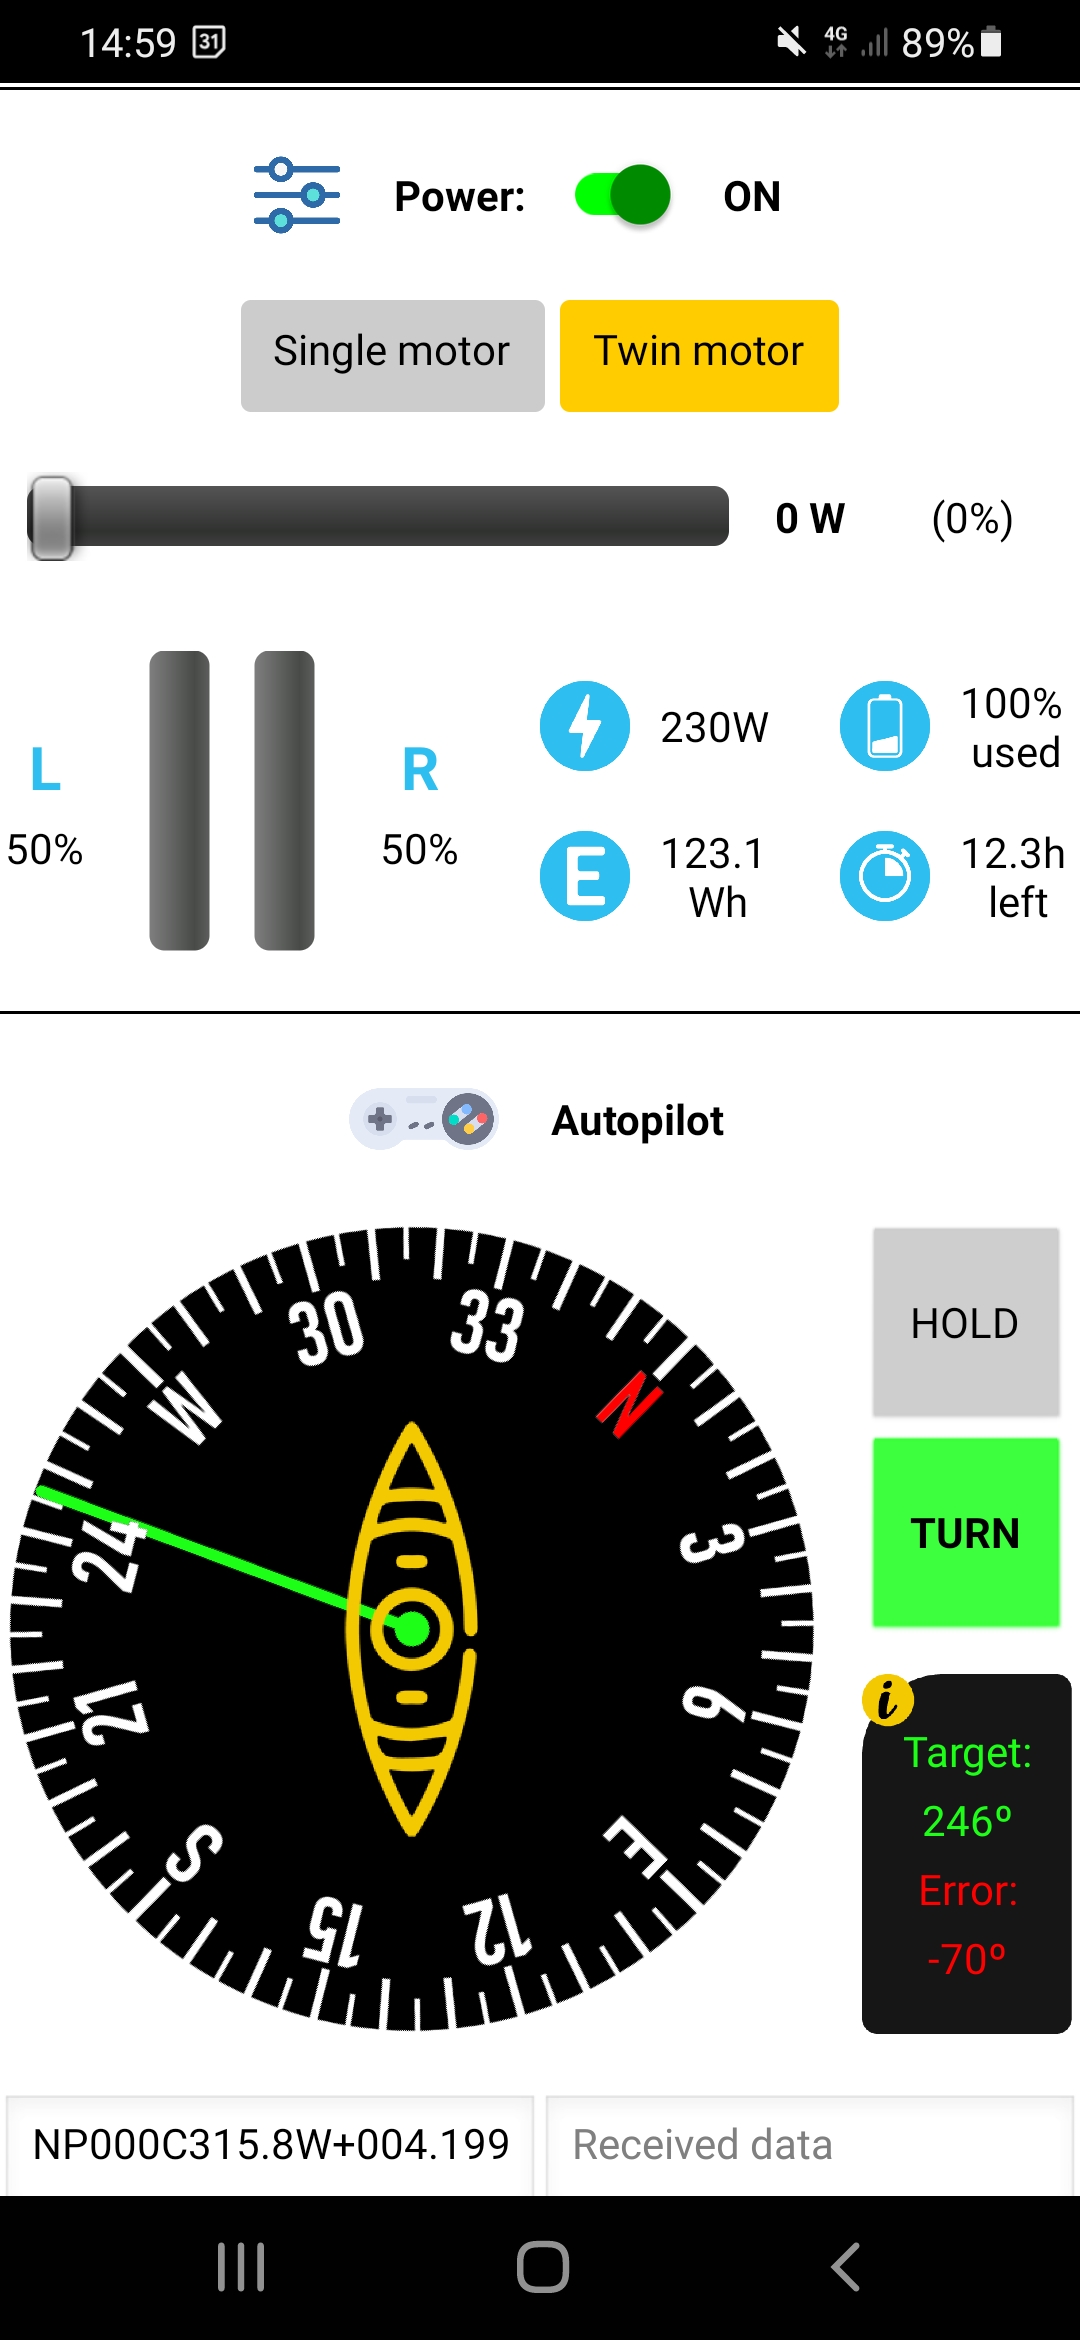 14:59 31 4G 89%
Power: ON
Single motor Twin motor
0 W (0%)
L R
50% 50%
230W 100% used
E 123.1 Wh 12.3h left
Autopilot
30 33 N 3 6 E 12 15 S 21 24 W
HOLD
TURN
i
Target:
246º
Error:
-70º
NP000C315.8W+004.199 Received data